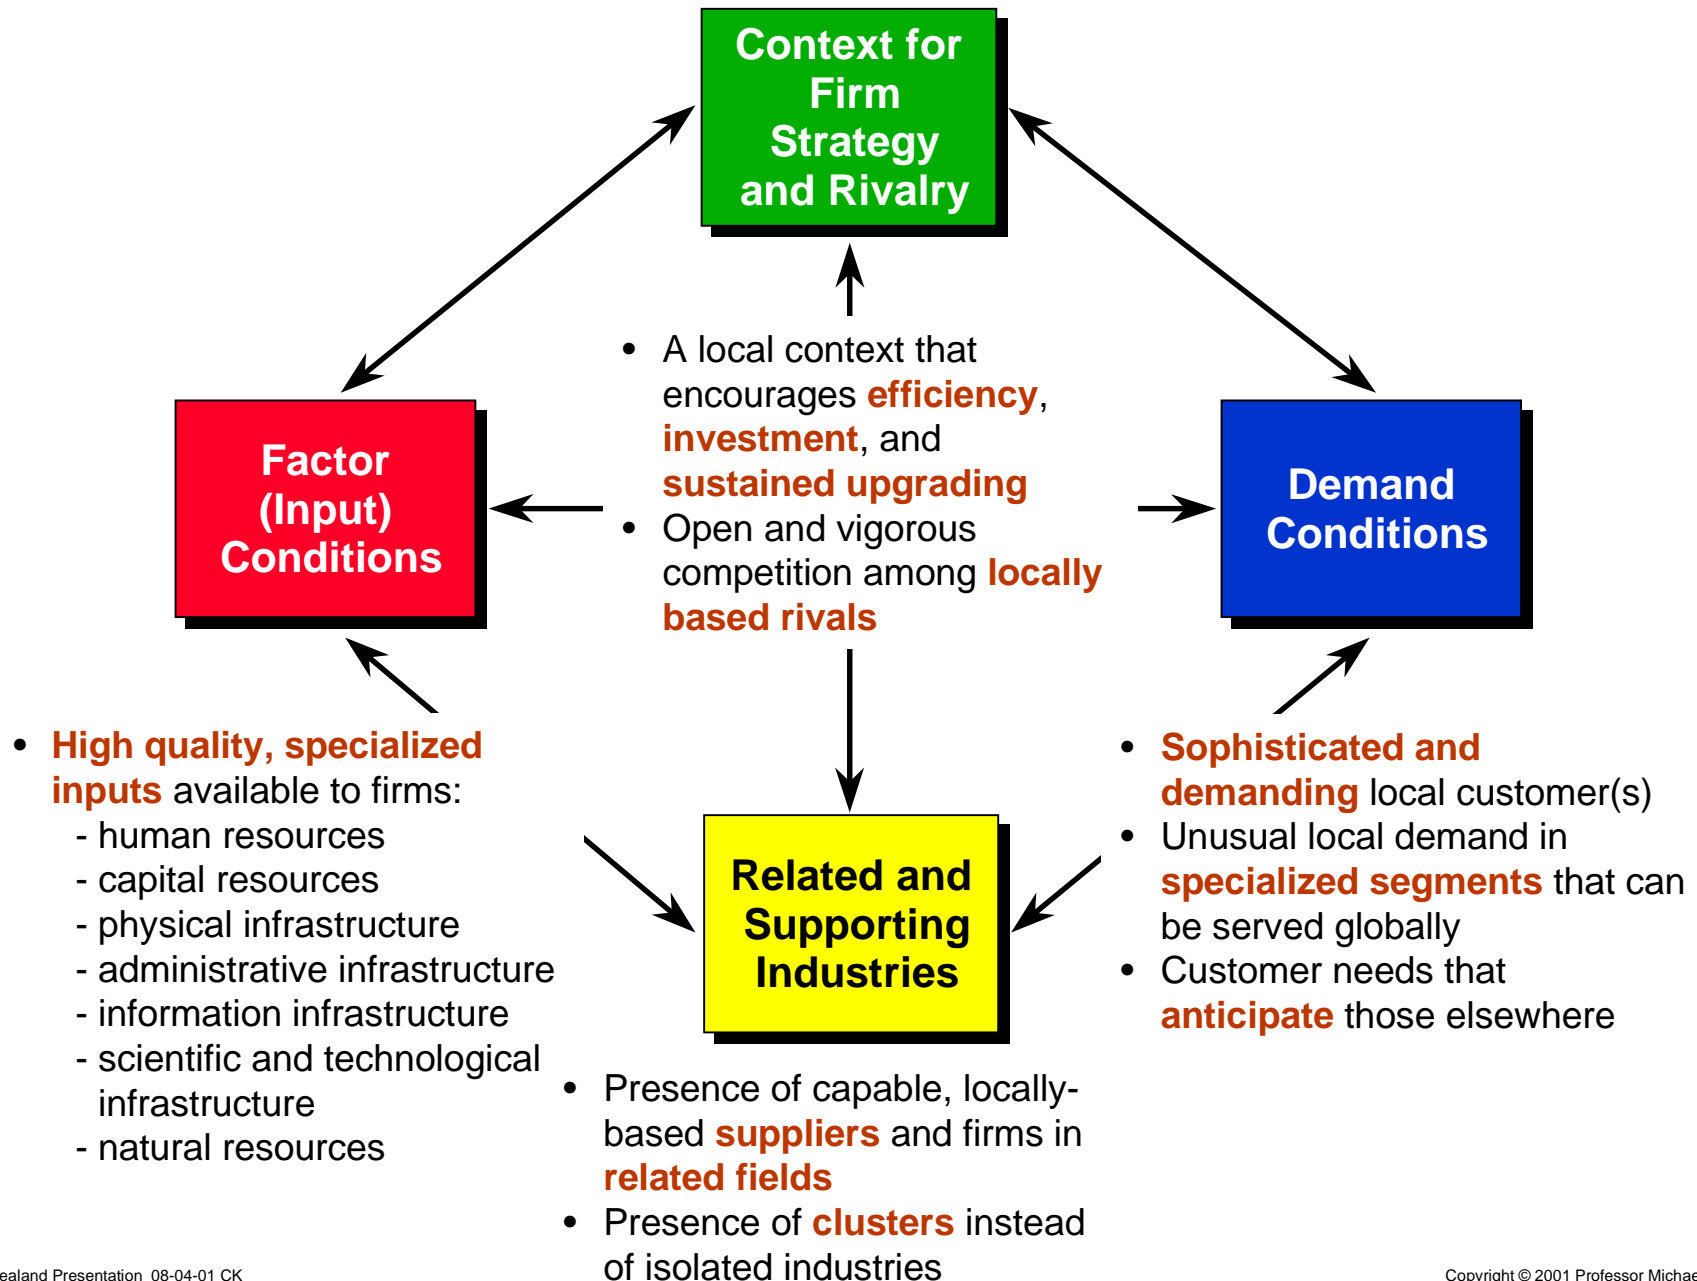 Context for
Firm
Strategy
and Rivalry
• A local context that
encourages efficiency,
investment, and
sustained upgrading
• Open and vigorous
competition among locally
based rivals
Factor
(Input)
Conditions
Demand
Conditions
• High quality, specialized
inputs available to firms:
- human resources
- capital resources
- physical infrastructure
- administrative infrastructure
- information infrastructure
- scientific and technological
infrastructure
- natural resources
• Sophisticated and
demanding local customer(s)
• Unusual local demand in
specialized segments that can
be served globally
• Customer needs that
anticipate those elsewhere
Related and
Supporting
Industries
• Presence of capable, locally-
based suppliers and firms in
related fields
• Presence of clusters instead
of isolated industries
ealand Presentation 08-04-01 CK
Copyright © 2001 Professor Michae